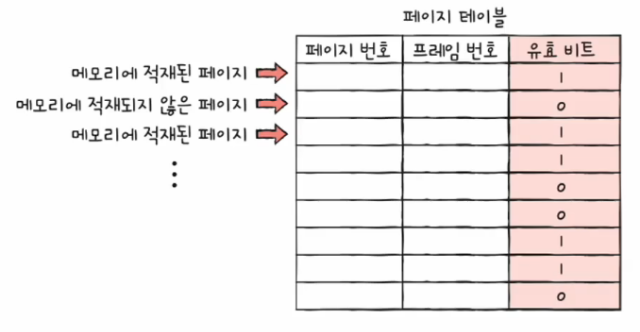 페이지 테이블
페이지 번호 프레임 번호 유효 비트
메모리에 적재된 페이지 1
메모리에 적재되지 않은 페이지 0
메모리에 적재된 페이지 1
1
0
0
1
1
0